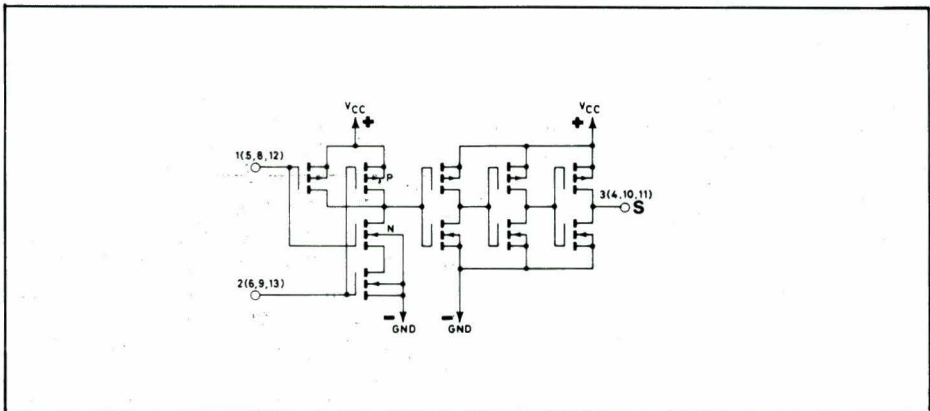 VCC
+
VCC
+
1(5,8,12)
P
3(4,10,11)
S
N
2(6,9,13)
-
GND
-
GND